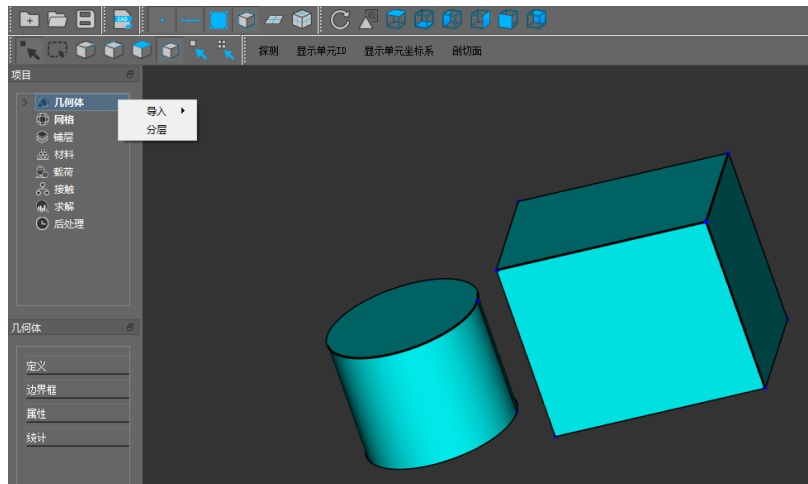 CAD
探测 显示单元ID 显示单元坐标系 剖切面
项目
几何体
网格
铺层
材料
载荷
接触
求解
后处理
导入
分层
几何体
定义
边界框
属性
统计